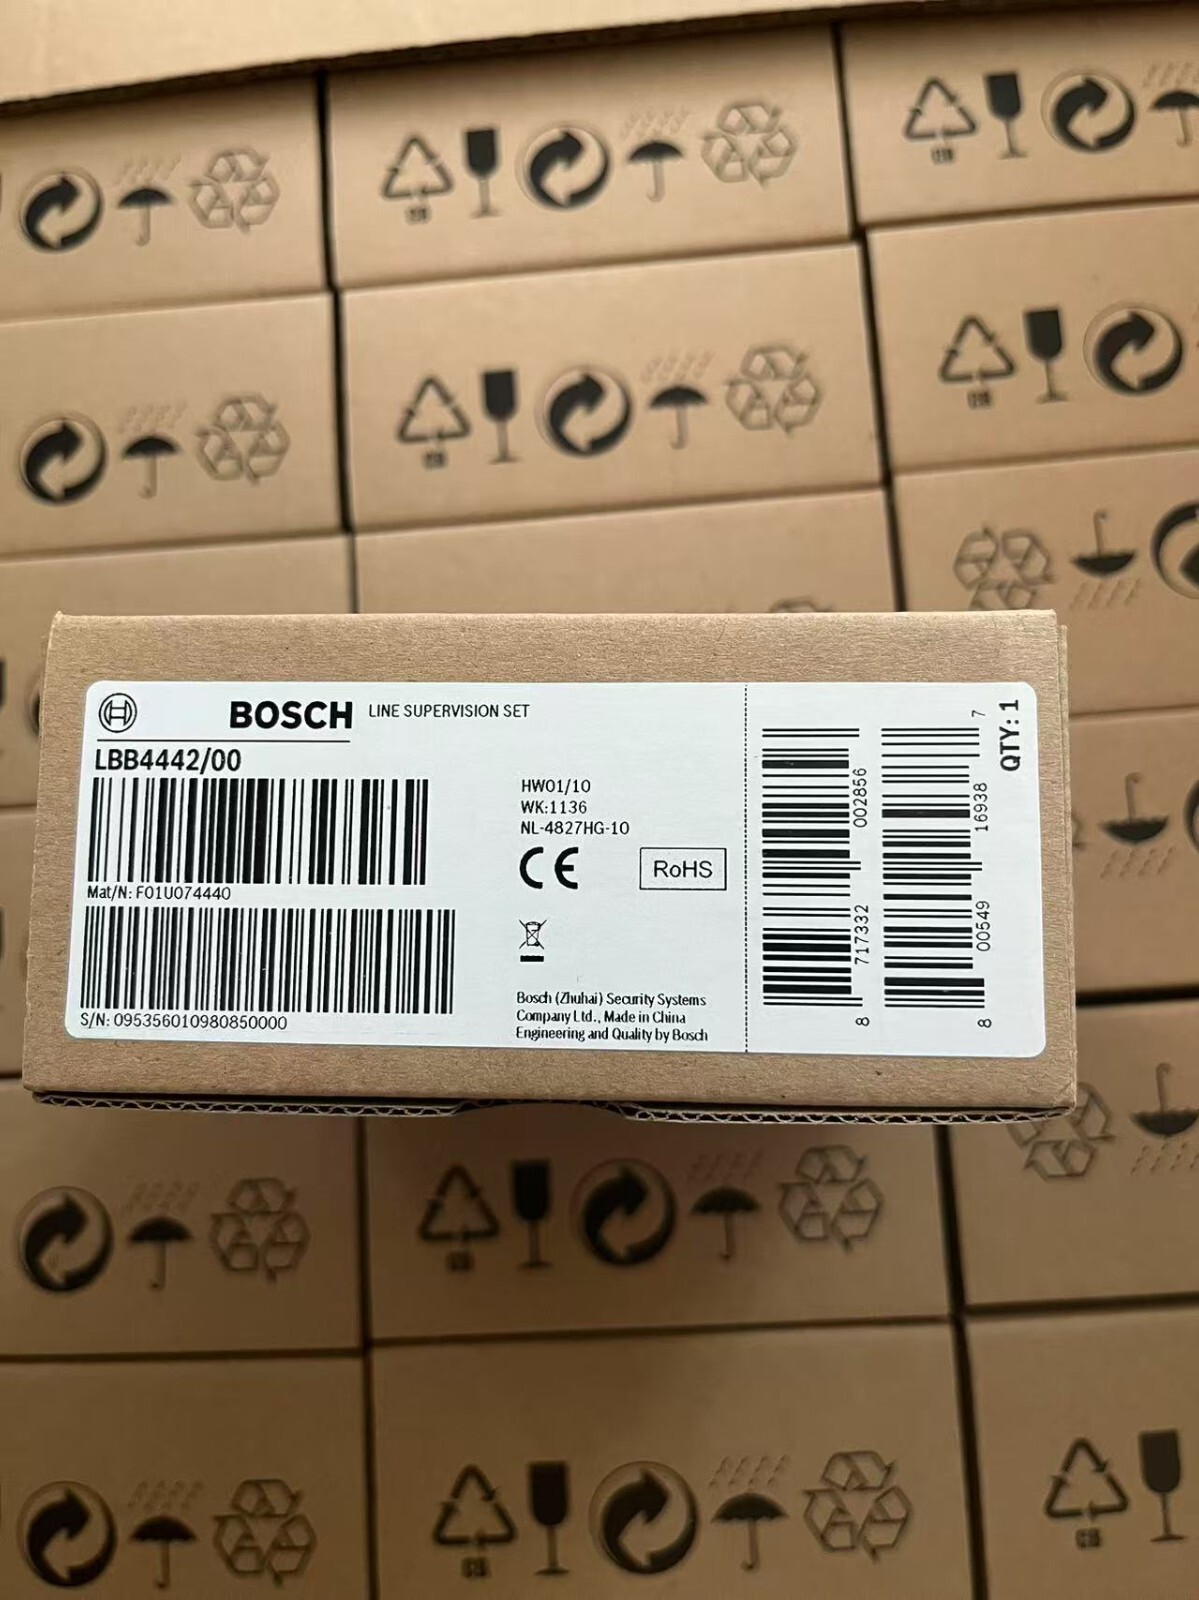 BOSCH LINE SUPERVISION SET
LBB4442/00
Mat/N: F01U074440
S/N: 095356010980850000
HW01/10
WK:1136
NL-4827HG-10
CE
RoHS
Bosch (Zhuhai) Security Systems
Company Ltd., Made in China
Engineering and Quality by Bosch
8 717332 002856
8 00549 16938 7
QTY: 1